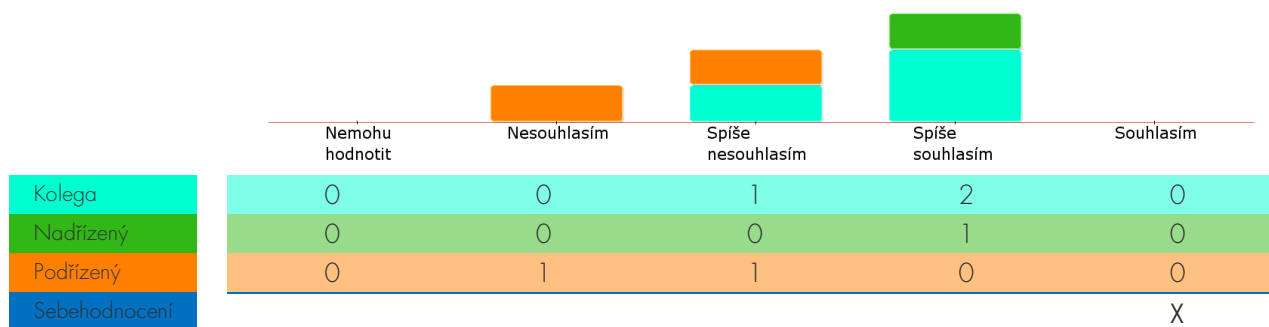 Nemohu hodnotit
Nesouhlasím
Spíše nesouhlasím
Spíše souhlasím
Souhlasím
Kolega 0 0 1 2 0
Nadřízený 0 0 0 1 0
Podřízený 0 1 1 0 0
Sebehodnocení X